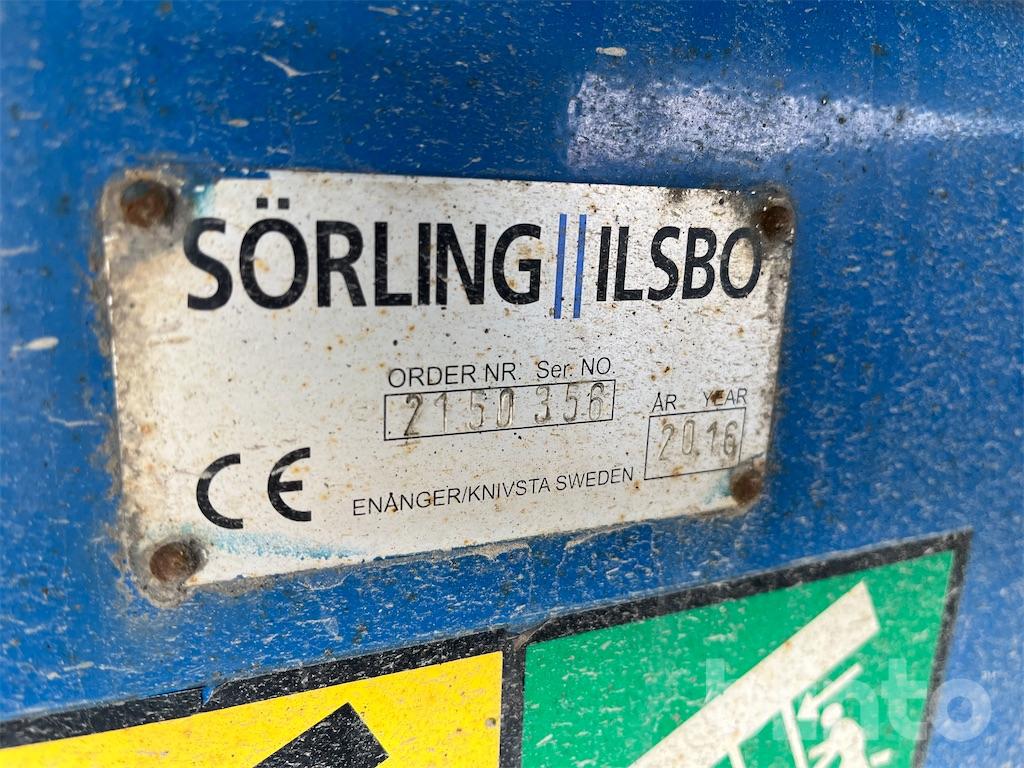 SÖRLING||ILSBO
ORDER NR. Ser. NO.
2150356
ÅR YEAR
2016
CE
ENÅNGER/KNIVSTA SWEDEN